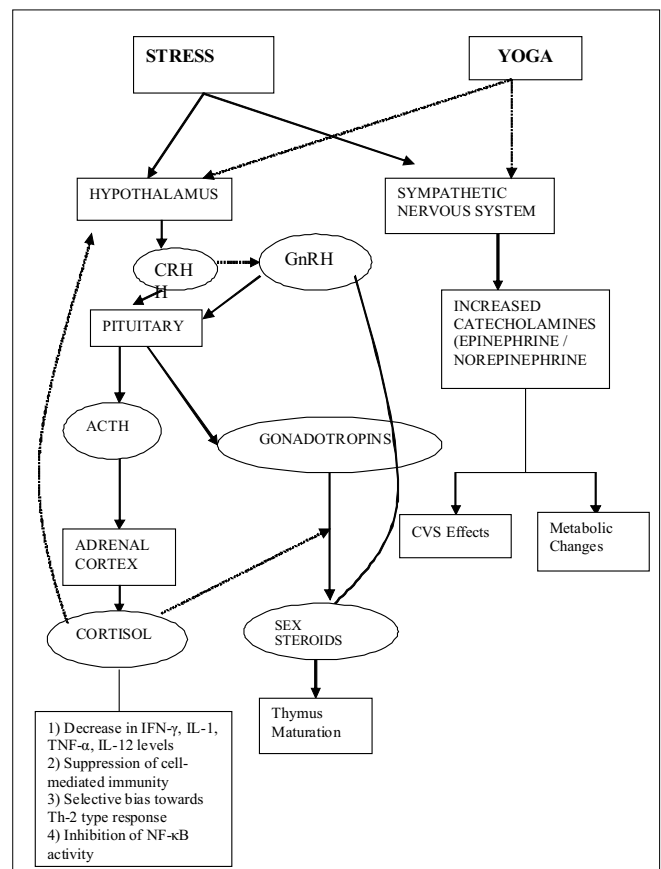 STRESS
YOGA
HYPOTHALAMUS
SYMPATHETIC
NERVOUS SYSTEM
CRH
H
GnRH
PITUITARY
INCREASED
CATECHOLAMINES
(EPINEPHRINE /
NOREPINEPHRINE
ACTH
GONADOTROPINS
CVS Effects
Metabolic
Changes
ADRENAL
CORTEX
CORTISOL
SEX
STEROIDS
Thymus
Maturation
1) Decrease in IFN-γ, IL-1,
TNF-α, IL-12 levels
2) Suppression of cell-
mediated immunity
3) Selective bias towards
Th-2 type response
4) Inhibition of NF-κB
activity